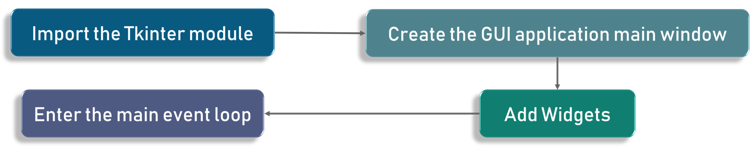 Import the Tkinter module
Create the GUI application main window
Add Widgets
Enter the main event loop